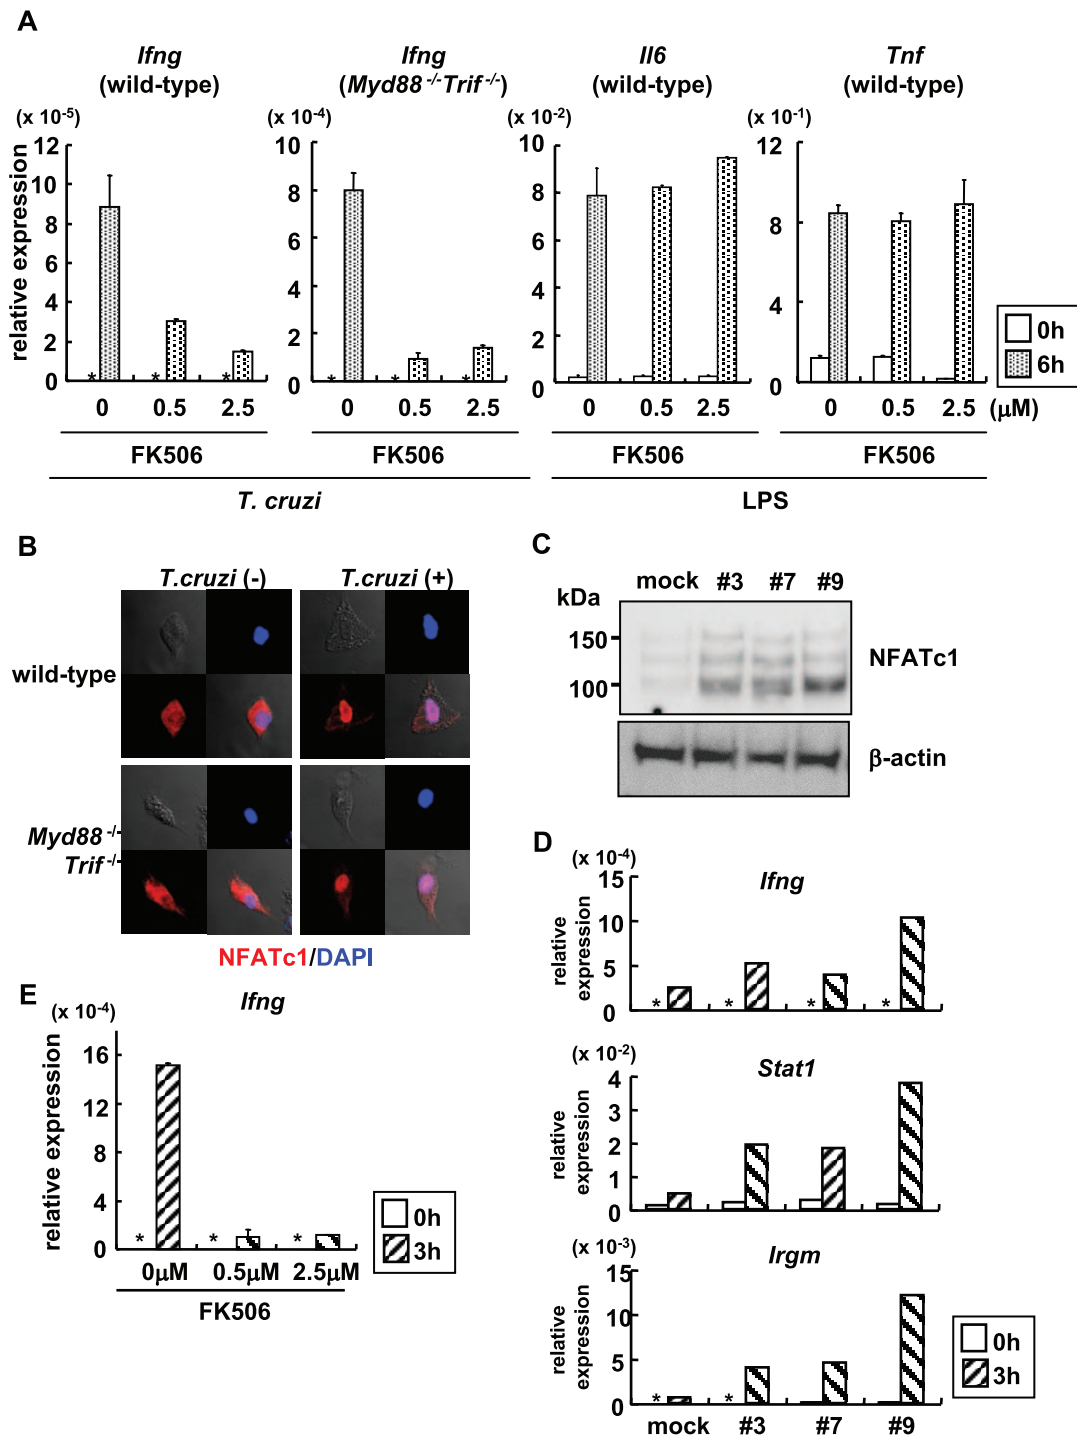 A
Ifng Ifng Il6 Tnf
(wild-type) (Myd88 -/- Trif -/-) (wild-type) (wild-type)
(x 10-5) (x 10-4) (x 10-2) (x 10-1)
relative expression
12 10 8 6 4 2 0
10 8 6 4 2 0
10 8 6 4 2 0
12 8 4 0
* * * * * *
0h
6h
0 0.5 2.5 0 0.5 2.5 0 0.5 2.5 0 0.5 2.5 (μM)
FK506 FK506 FK506 FK506
T. cruzi LPS
B
T.cruzi (-) T.cruzi (+)
wild-type
Myd88 -/-
Trif -/-
NFATc1/DAPI
C
mock #3 #7 #9
kDa
150
100
NFATc1
β-actin
D
(x 10-4)
Ifng
relative
expression
15 10 5 0
* * * *
(x 10-2)
Stat1
relative
expression
4 3 2 1 0
(x 10-3)
Irgm
relative
expression
15 10 5 0
* *
0h
3h
mock #3 #7 #9
E
Ifng
(x 10-4)
relative expression
16 12 8 4 0
* * *
0h
3h
0μM 0.5μM 2.5μM
FK506